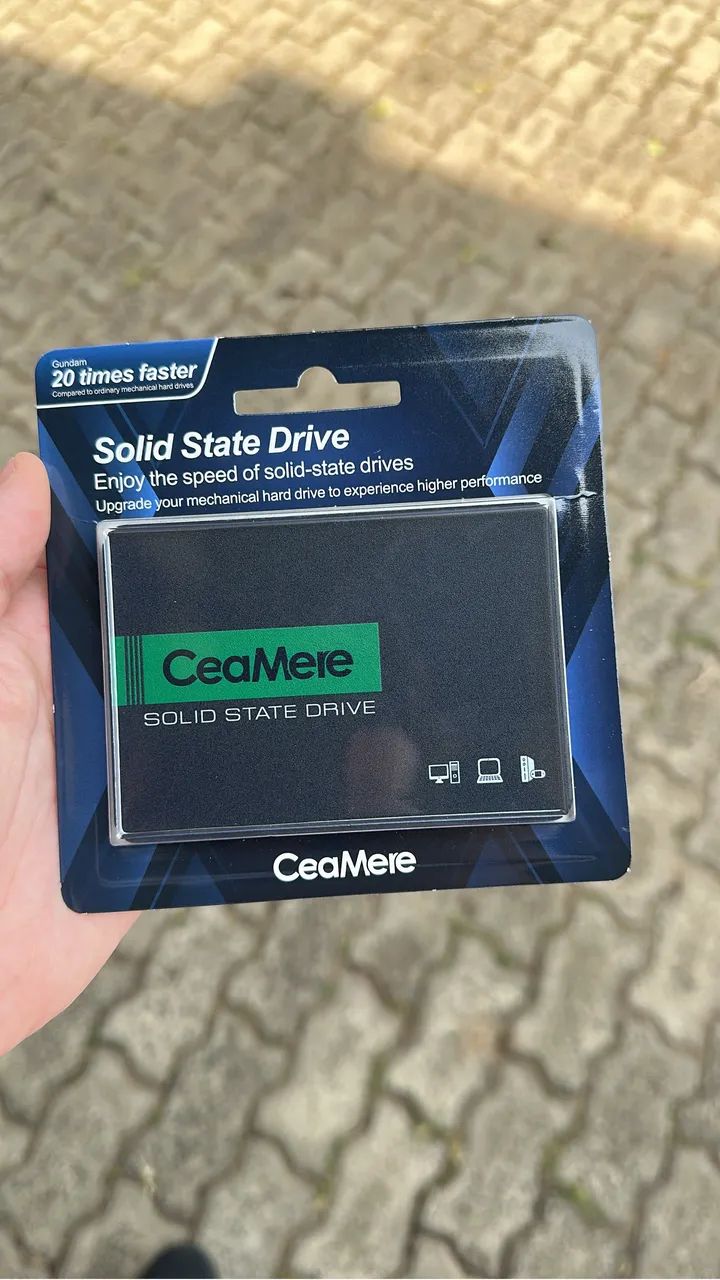 Gundam
20 times faster
Compared to ordinary mechanical hard drives
Solid State Drive
Enjoy the speed of solid-state drives
Upgrade your mechanical hard drive to experience higher performance
CeaMere
SOLID STATE DRIVE
CeaMere